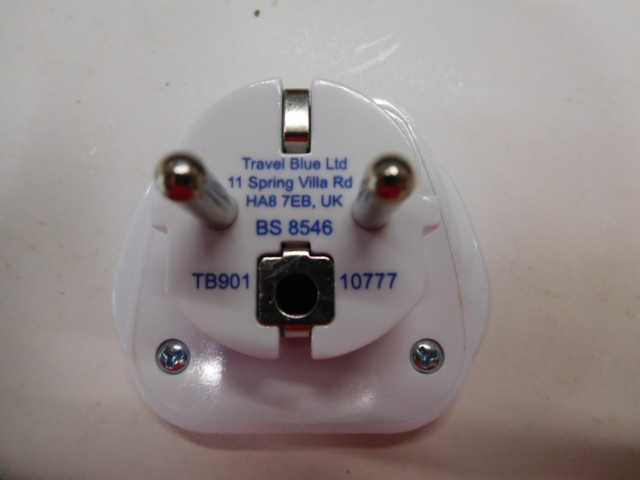 Travel Blue Ltd
11 Spring Villa Rd
HA8 7EB, UK
BS 8546
TB901 10777